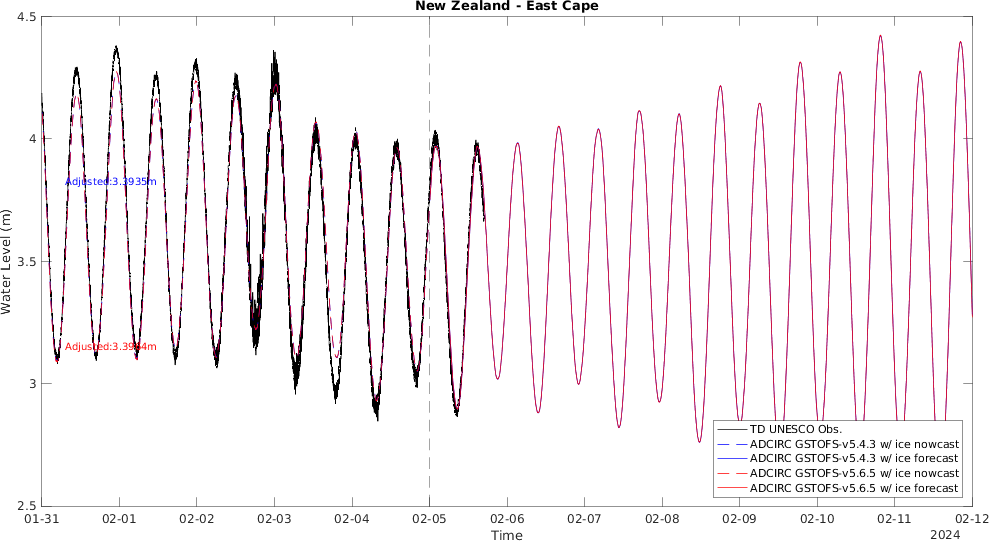 New Zealand - East Cape
4.5
4
3.5
3
2.5
Water Level (m)
Adjusted:3.3935m
Adjusted:3.3944m
TD UNESCO Obs.
ADCIRC GSTOFS-v5.4.3 w/ ice nowcast
ADCIRC GSTOFS-v5.4.3 w/ ice forecast
ADCIRC GSTOFS-v5.6.5 w/ ice nowcast
ADCIRC GSTOFS-v5.6.5 w/ ice forecast
01-31 02-01 02-02 02-03 02-04 02-05 02-06 02-07 02-08 02-09 02-10 02-11 02-12
Time
2024